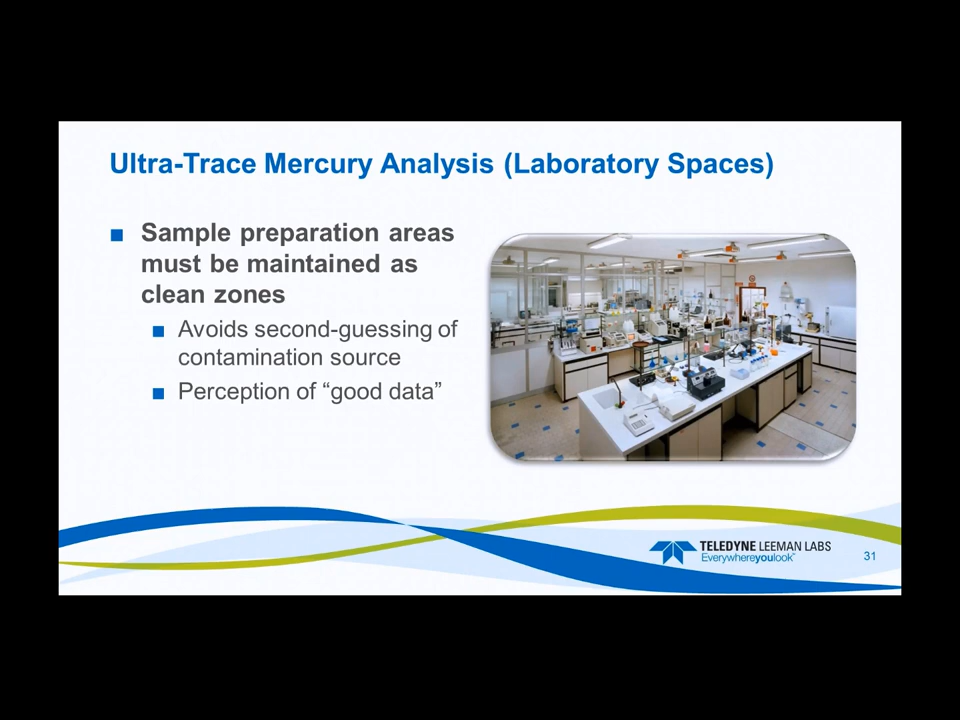 Ultra-Trace Mercury Analysis (Laboratory Spaces)
Sample preparation areas
must be maintained as
clean zones
Avoids second-guessing of
contamination source
Perception of “good data”
TELEDYNE LEEMAN LABS
Everywhereyoulook™
31